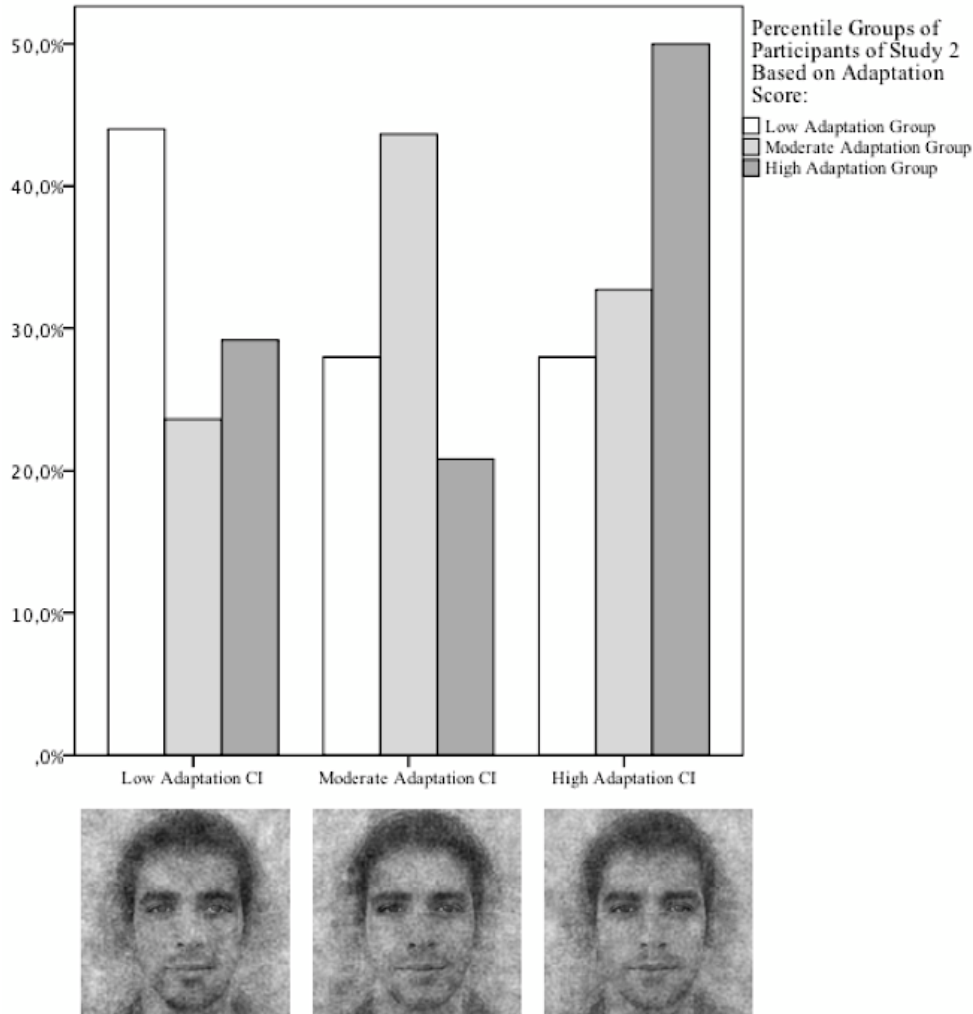 Percentile Groups of
Participants of Study 2
Based on Adaptation
Score:
Low Adaptation Group
Moderate Adaptation Group
High Adaptation Group
50,0%
40,0%
30,0%
20,0%
10,0%
,0%
Low Adaptation CI
Moderate Adaptation CI
High Adaptation CI